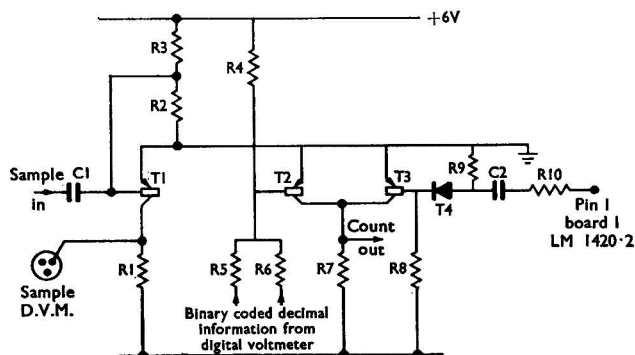 +6V
R3
R4
R2
R9
C2
R10
Sample
in
C1
T1
T2
T3
T4
Pin 1
board 1
LM 1420·2
Count
out
R1
R5
R6
R7
R8
Sample
D.V.M.
Binary coded decimal
information from
digital voltmeter